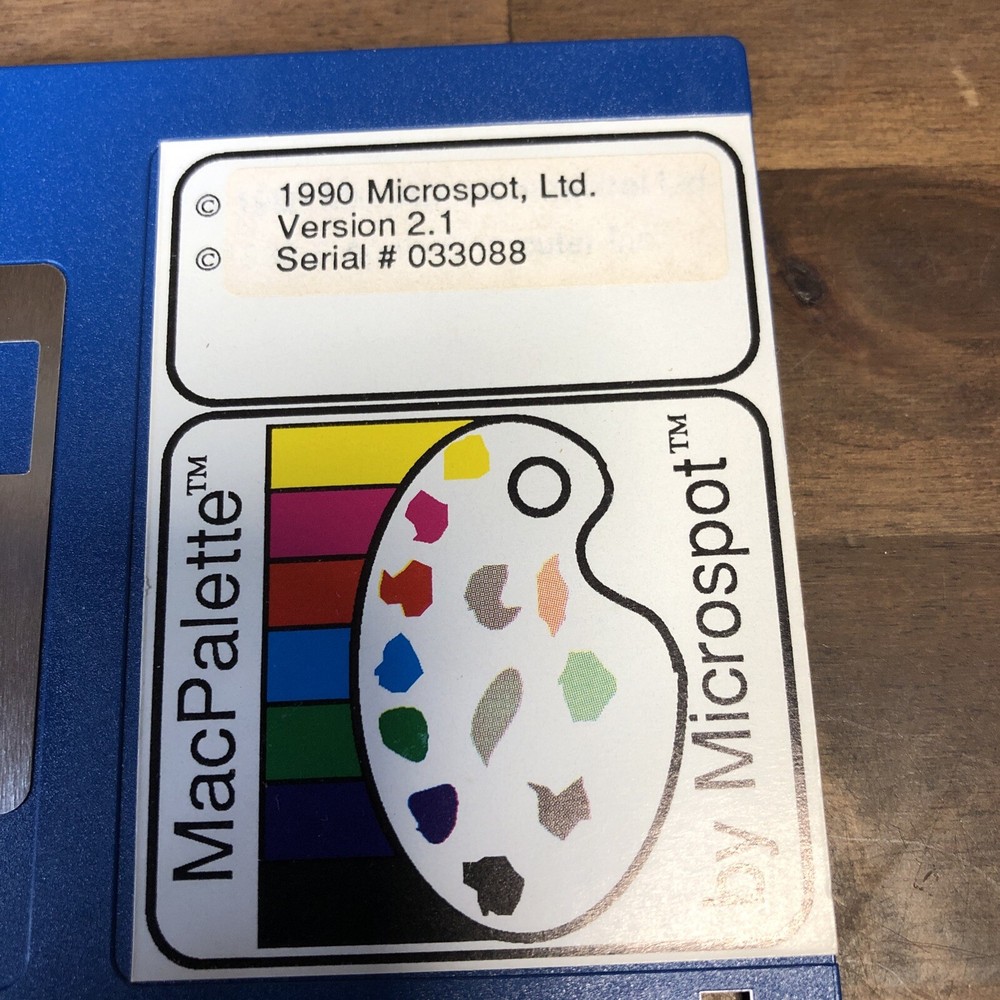 © 1990 Microspot, Ltd.
Version 2.1
© Serial # 033088
MacPalette™
by Microspot™